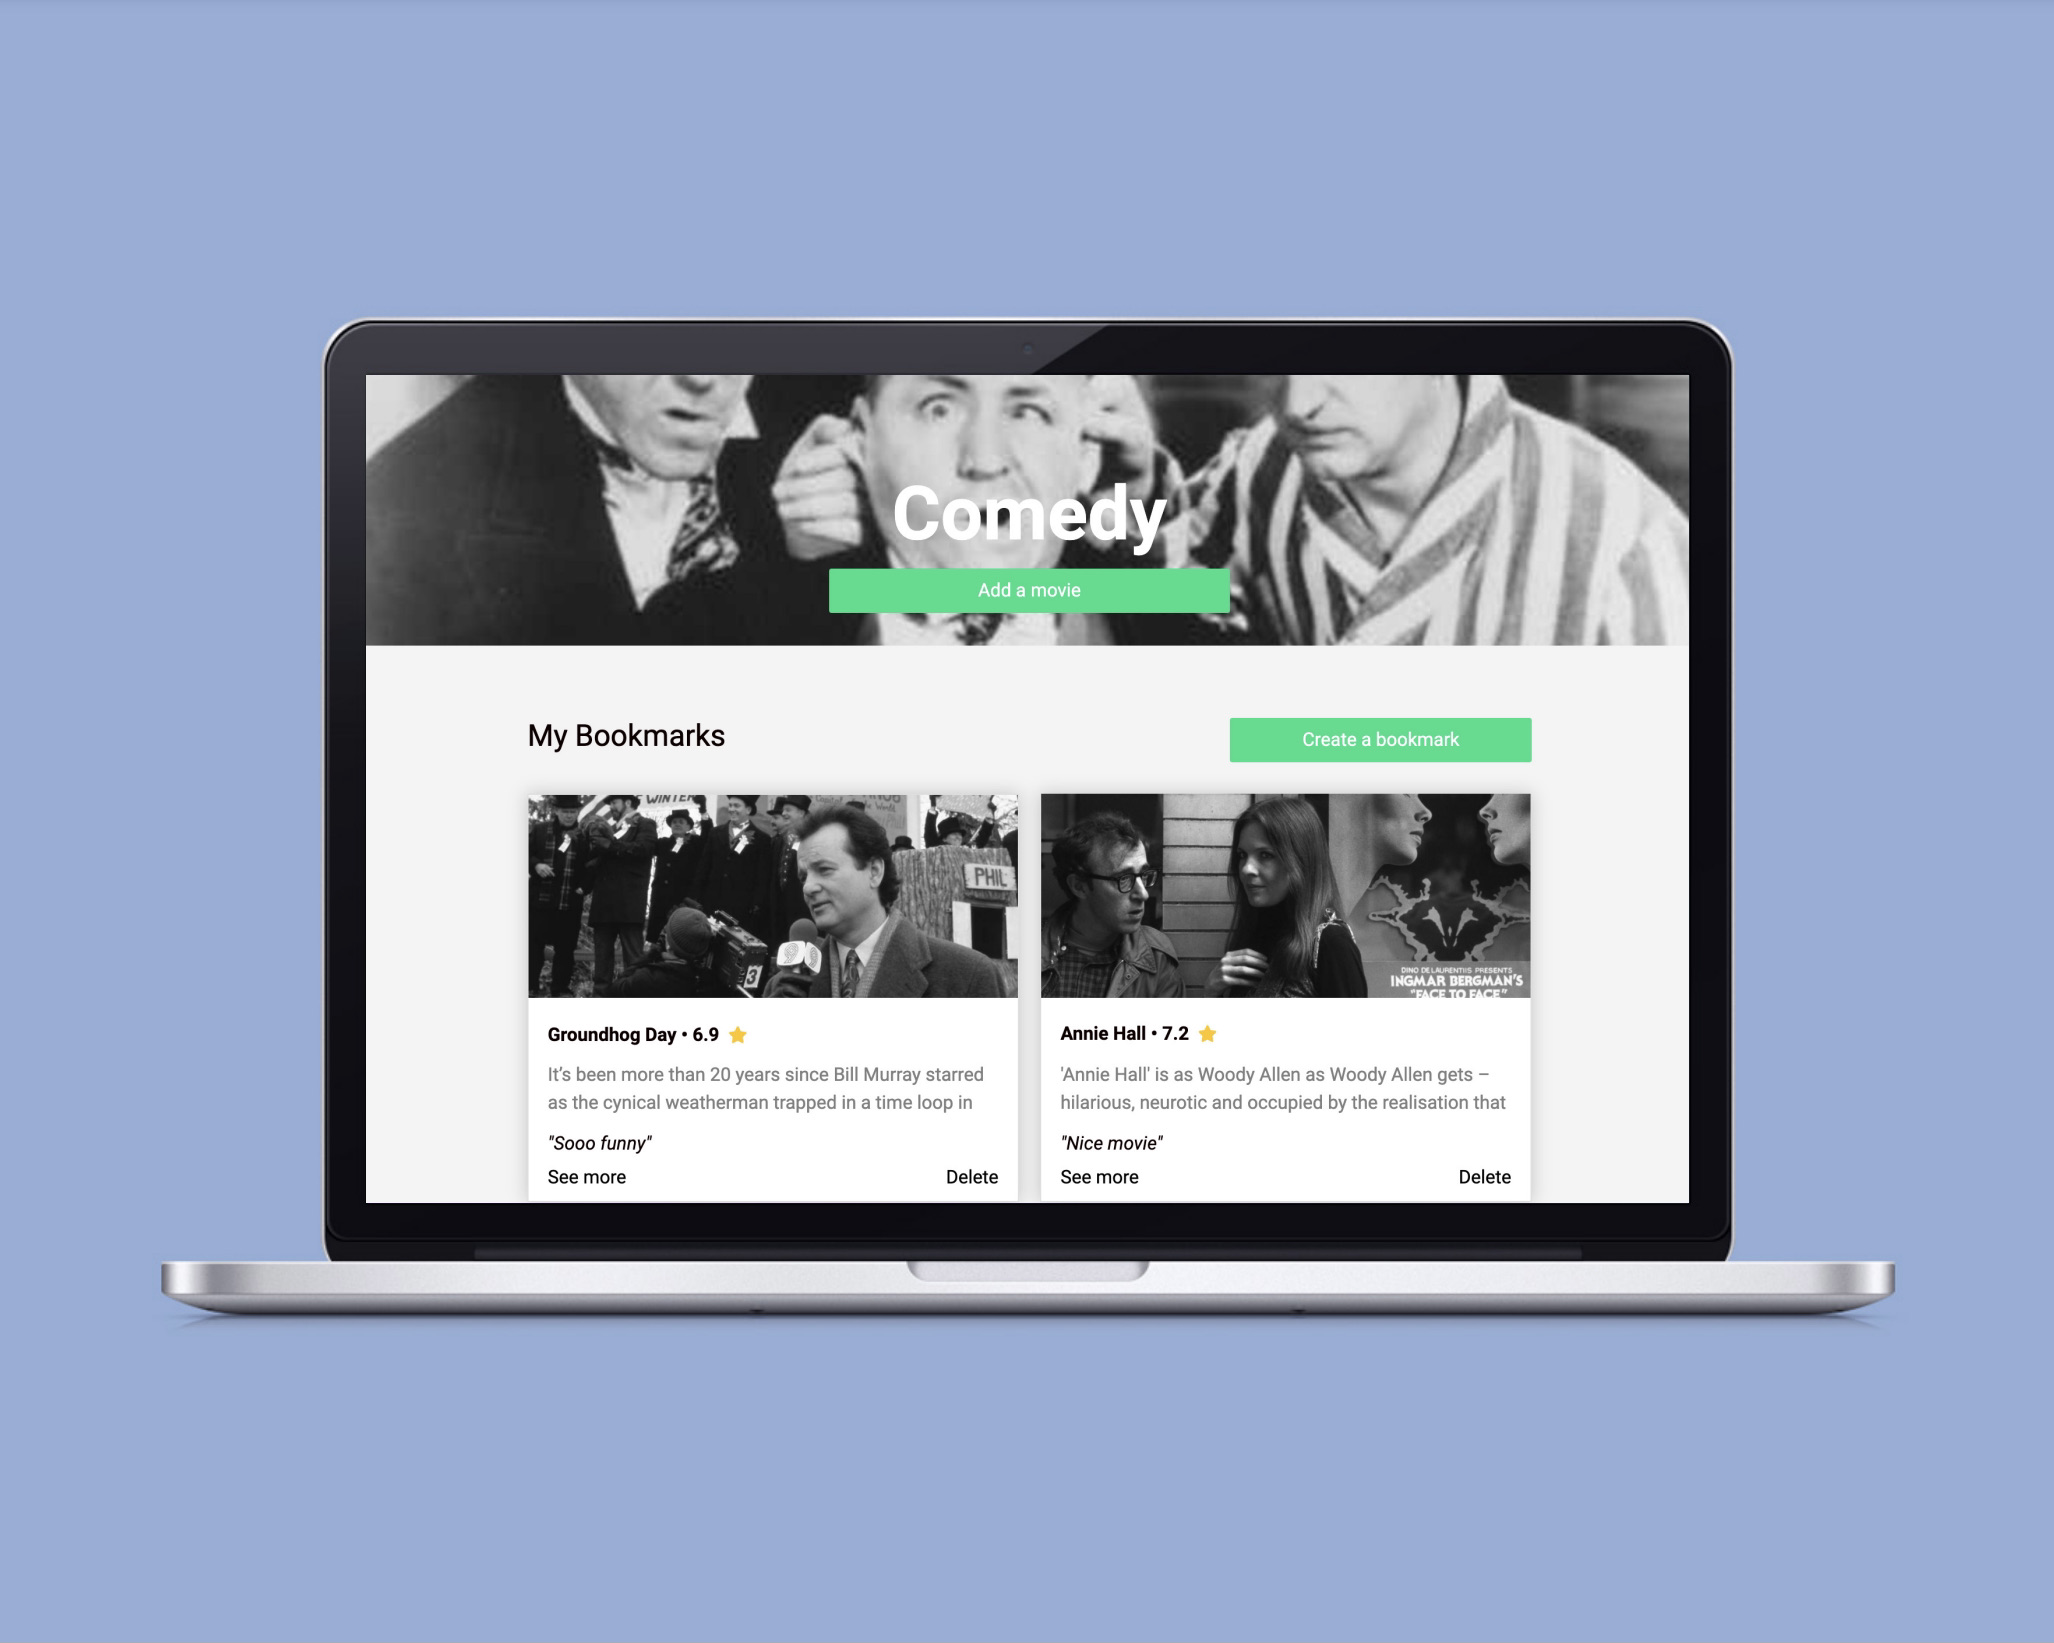 Comedy
Add a movie
My Bookmarks
Create a bookmark
WINTER
PHIL
3
DINO DE LAURENTIIS PRESENTS
INGMAR BERGMAN'S
"FACE TO FACE"
Groundhog Day • 6.9
It’s been more than 20 years since Bill Murray starred
as the cynical weatherman trapped in a time loop in
"Sooo funny"
See more
Delete
Annie Hall • 7.2
'Annie Hall' is as Woody Allen as Woody Allen gets –
hilarious, neurotic and occupied by the realisation that
"Nice movie"
See more
Delete